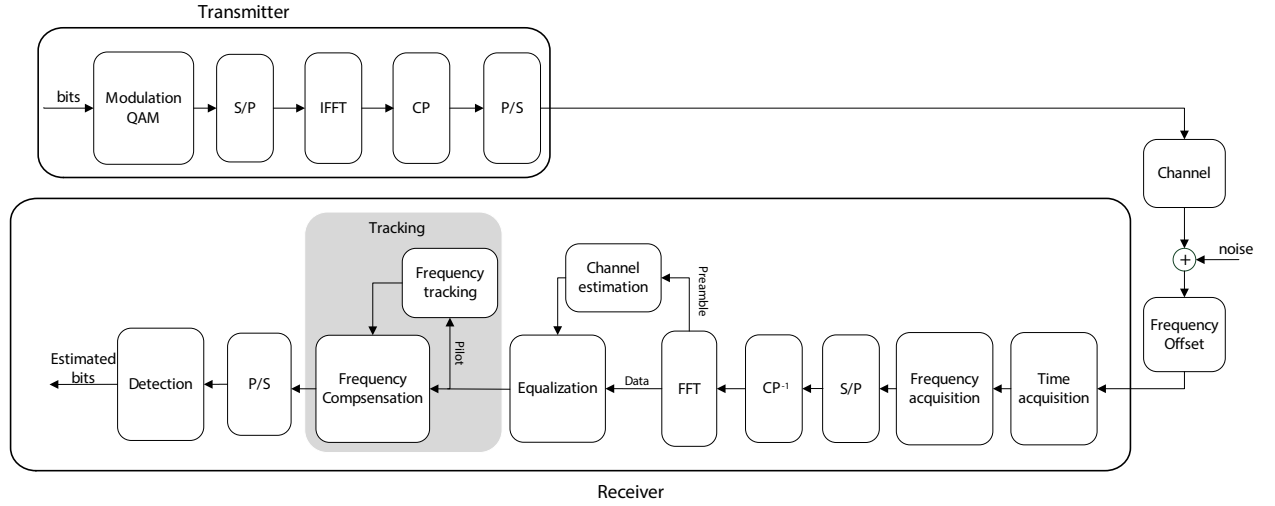 Transmitter
bits
Modulation
QAM
S/P
IFFT
CP
P/S
Channel
+
noise
Frequency
Offset
Tracking
Frequency
tracking
Channel
estimation
Preamble
Pilot
Estimated
bits
Detection
P/S
Frequency
Compsensation
Equalization
Data
FFT
CP-1
S/P
Frequency
acquisition
Time
acquisition
Receiver